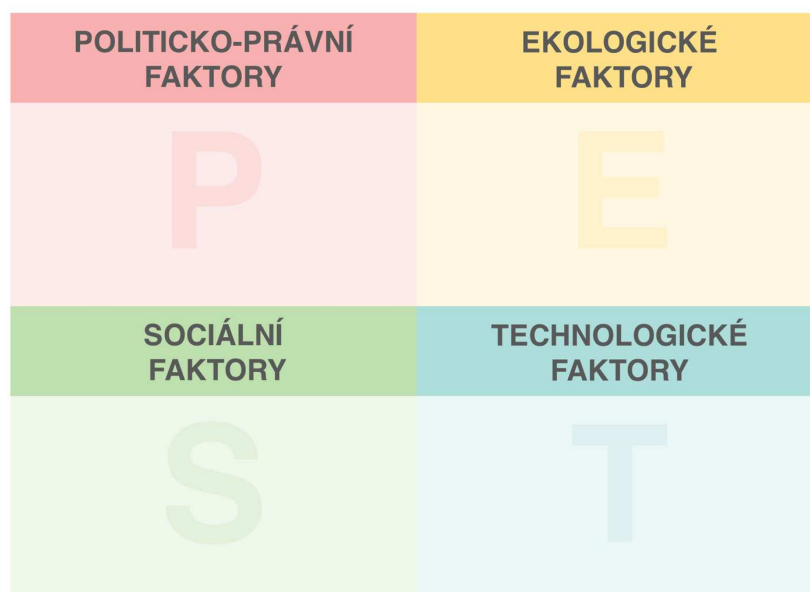 POLITICKO-PRÁVNÍ
FAKTORY
P
EKOLOGICKÉ
FAKTORY
E
SOCIÁLNÍ
FAKTORY
S
TECHNOLOGICKÉ
FAKTORY
T